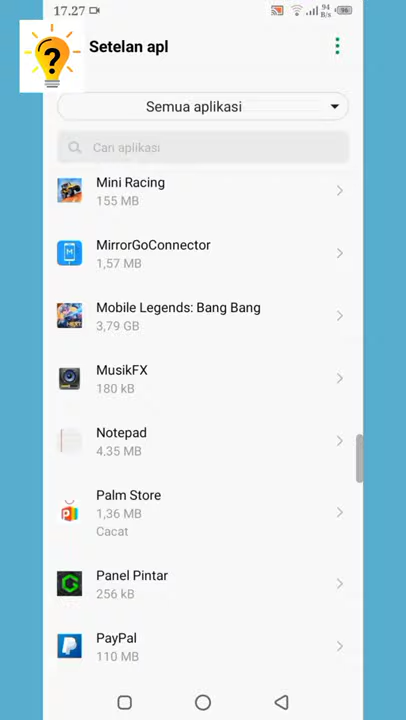 17.27
94
B/s
96
?
Setelan apl
Semua aplikasi
Cari aplikasi
Mini Racing
155 MB
MirrorGoConnector
1,57 MB
Mobile Legends: Bang Bang
3,79 GB
MusikFX
180 kB
Notepad
4,35 MB
Palm Store
1,36 MB
Cacat
Panel Pintar
256 kB
PayPal
110 MB